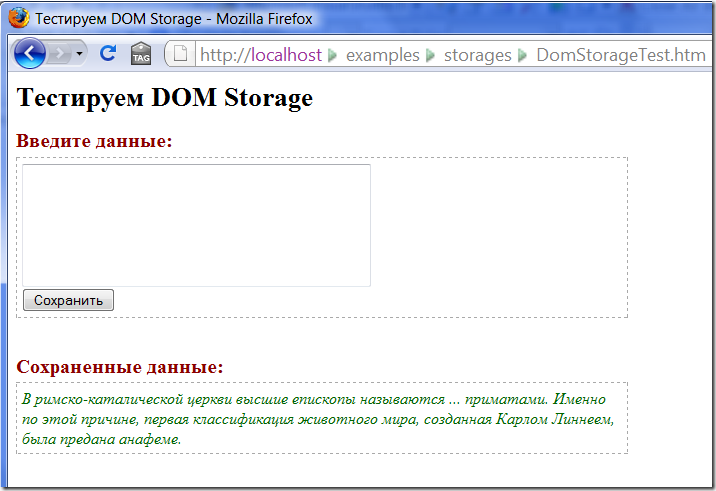 Тестируем DOM Storage - Mozilla Firefox
TAG
http://localhost examples storages DomStorageTest.htm
Тестируем DOM Storage
Введите данные:
Сохранить
Сохраненные данные:
В римско-каталической церкви высшие епископы называются ... приматами. Именно
по этой причине, первая классификация животного мира, созданная Карлом Линнеем,
была предана анафеме.